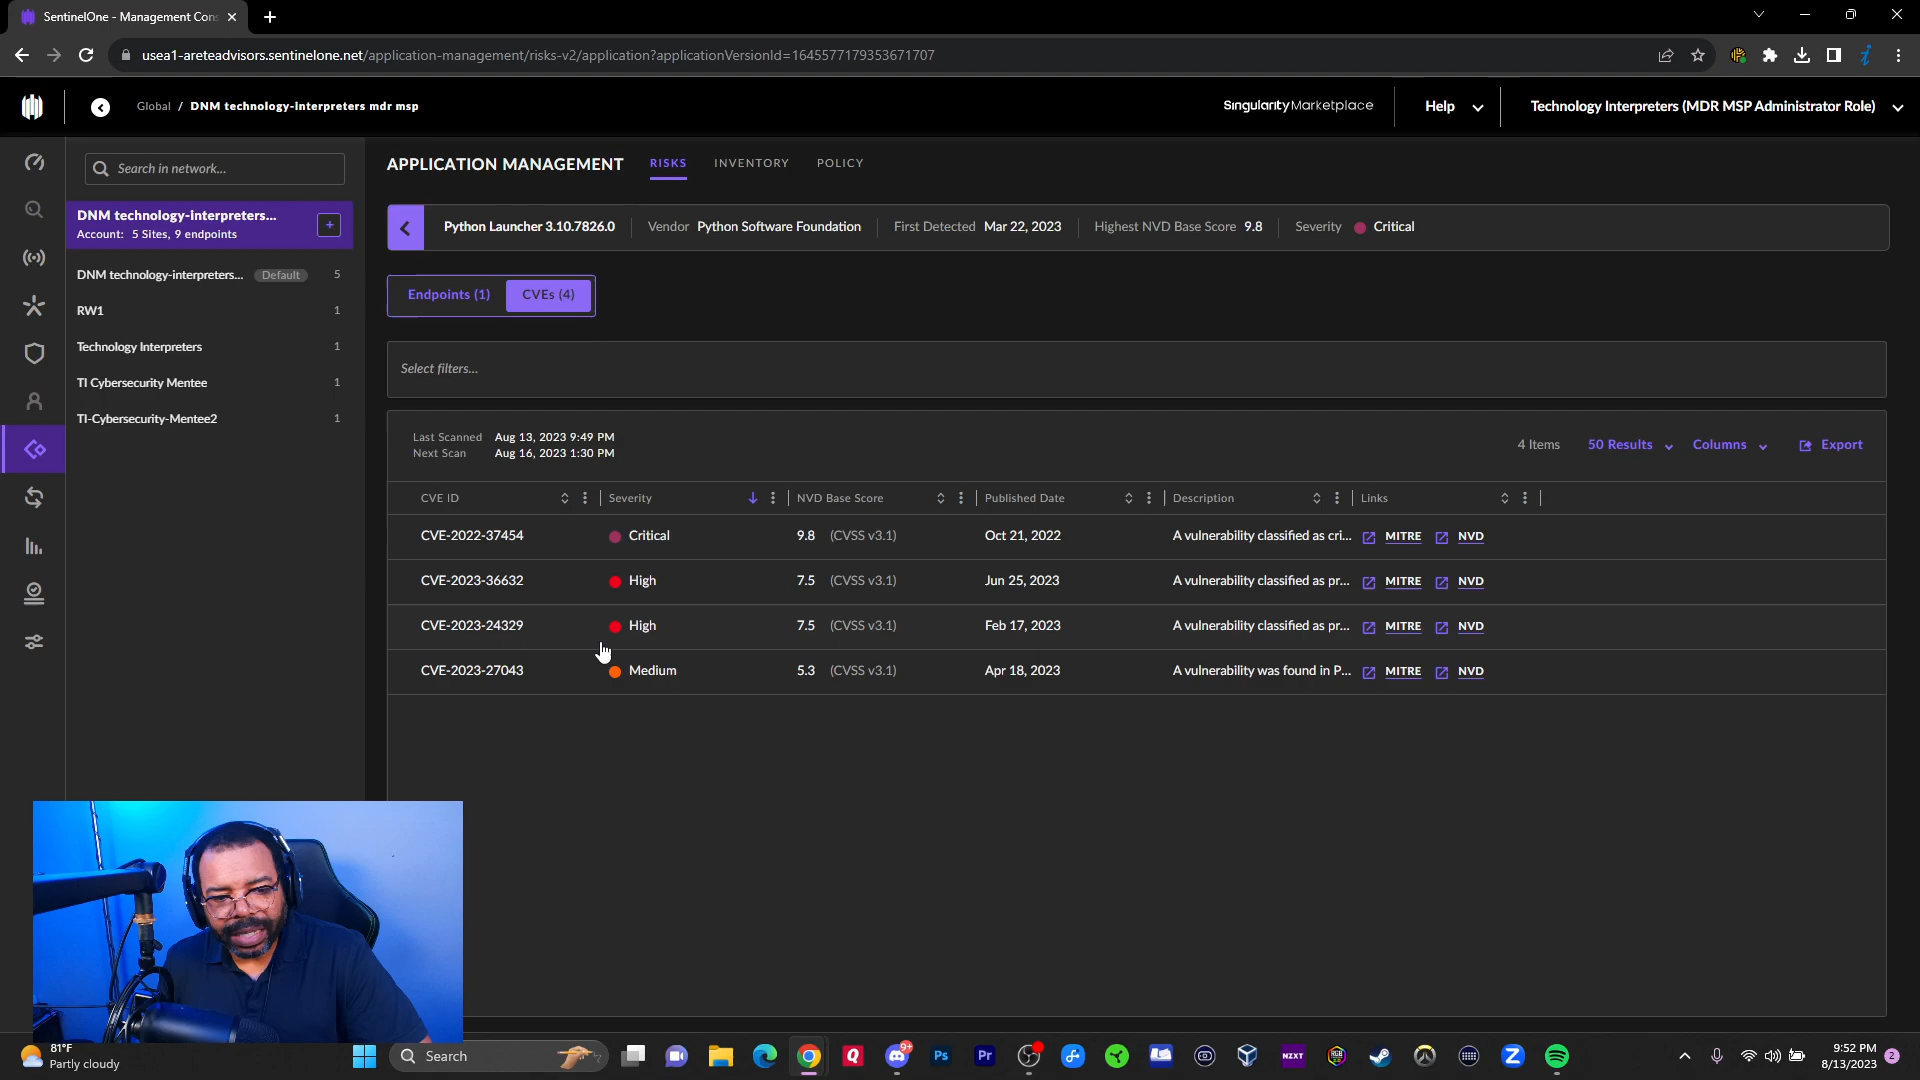 SentinelOne - Management Con
usea1-areteadvisors.sentinelone.net/application-management/risks-v2/application?applicationVersionId=1645577179353671707
Global / DNM technology-interpreters mdr msp
Singularity Marketplace
Help
Technology Interpreters (MDR MSP Administrator Role)
Search in network...
APPLICATION MANAGEMENT RISKS INVENTORY POLICY
DNM technology-interpreters...
Account: 5 Sites, 9 endpoints
+
DNM technology-interpreters... Default 5
RW1 1
Technology Interpreters 1
TI Cybersecurity Mentee 1
TI-Cybersecurity-Mentee2 1
Python Launcher 3.10.7826.0 Vendor Python Software Foundation First Detected Mar 22, 2023 Highest NVD Base Score 9.8 Severity Critical
Endpoints (1) CVEs (4)
Select filters...
Last Scanned Aug 13, 2023 9:49 PM
Next Scan Aug 16, 2023 1:30 PM
4 Items 50 Results Columns Export
CVE ID Severity NVD Base Score Published Date Description Links
CVE-2022-37454 Critical 9.8 (CVSS v3.1) Oct 21, 2022 A vulnerability classified as cri... MITRE NVD
CVE-2023-36632 High 7.5 (CVSS v3.1) Jun 25, 2023 A vulnerability classified as pr... MITRE NVD
CVE-2023-24329 High 7.5 (CVSS v3.1) Feb 17, 2023 A vulnerability classified as pr... MITRE NVD
CVE-2023-27043 Medium 5.3 (CVSS v3.1) Apr 18, 2023 A vulnerability was found in P... MITRE NVD
81°F
Partly cloudy
Search
9+
Q
Ps
Pr
NZXT
Z
9:52 PM
8/13/2023
2